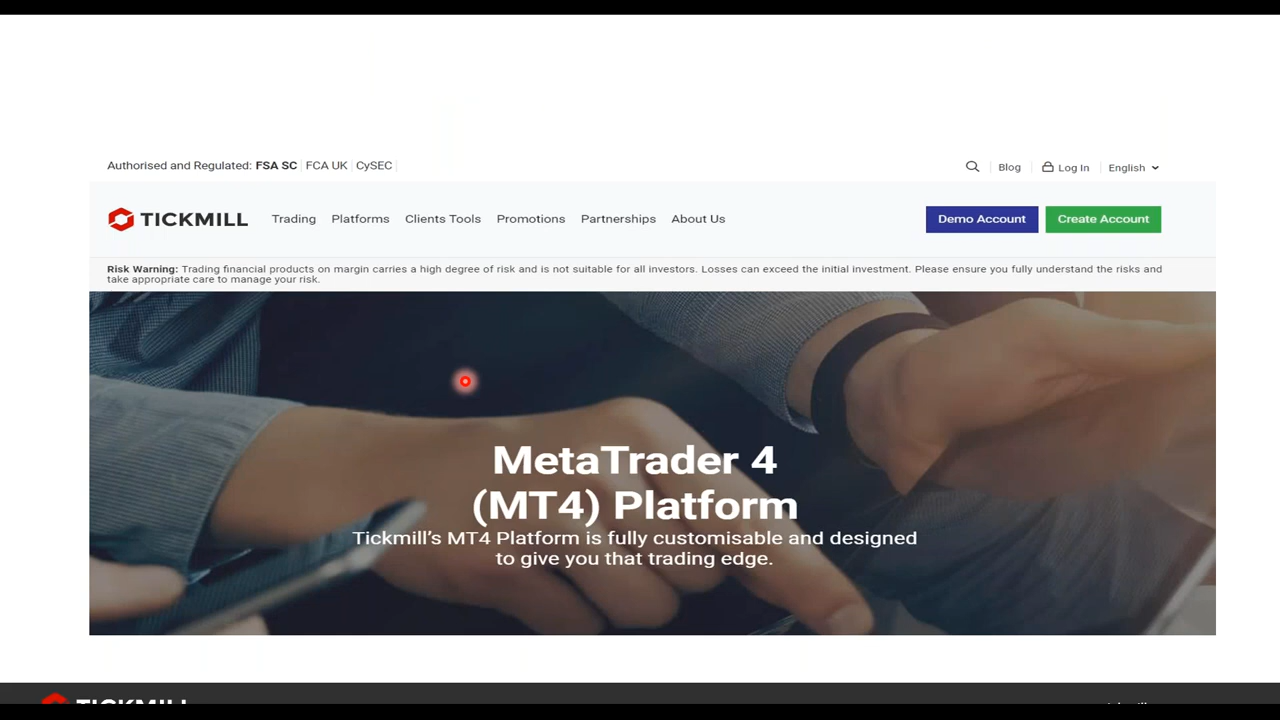 Authorised and Regulated: FSA SC | FCA UK | CySEC |
Blog
Log In
English
TICKMILL
Trading
Platforms
Clients Tools
Promotions
Partnerships
About Us
Demo Account
Create Account
Risk Warning: Trading financial products on margin carries a high degree of risk and is not suitable for all investors. Losses can exceed the initial investment. Please ensure you fully understand the risks and
take appropriate care to manage your risk.
MetaTrader 4
(MT4) Platform
Tickmill's MT4 Platform is fully customisable and designed
to give you that trading edge.
TICKMILL